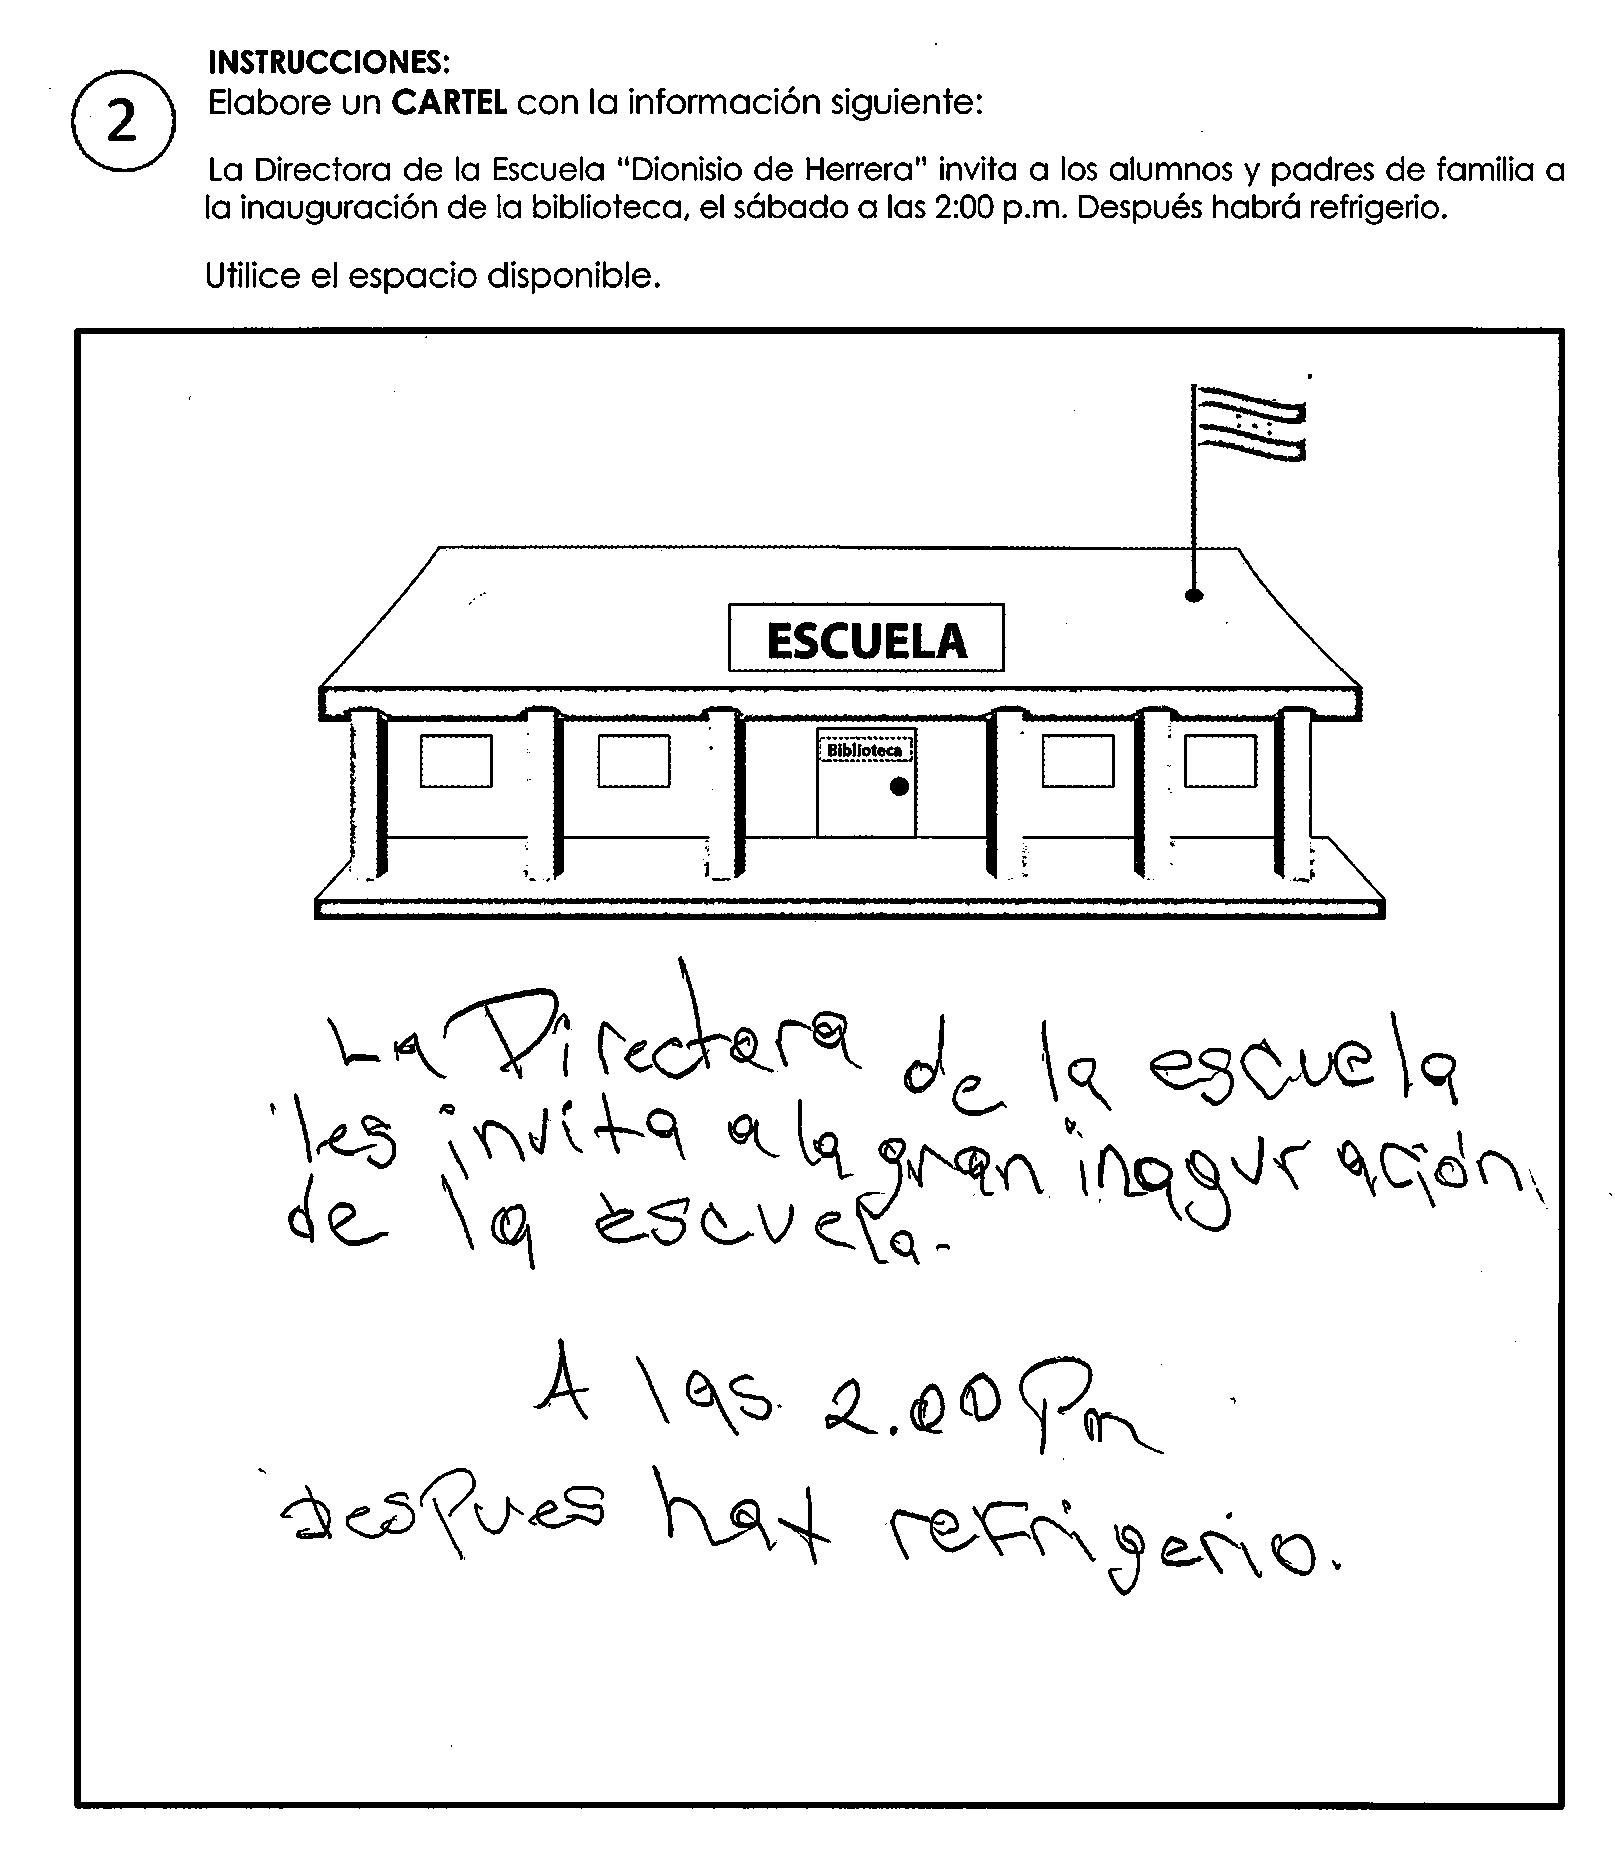 INSTRUCCIONES:
2
Elabore un CARTEL con la información siguiente:
La Directora de la Escuela "Dionisio de Herrera" invita a los alumnos y padres de familia a
la inauguración de la biblioteca, el sábado a las 2:00 p.m. Después habrá refrigerio.
Utilice el espacio disponible.
ESCUELA
Biblioteca
La Directara de la escuela
les invita a la gran inaguración
de la escuela.
A las 2.00 Pm
Despues hay refrigerio.